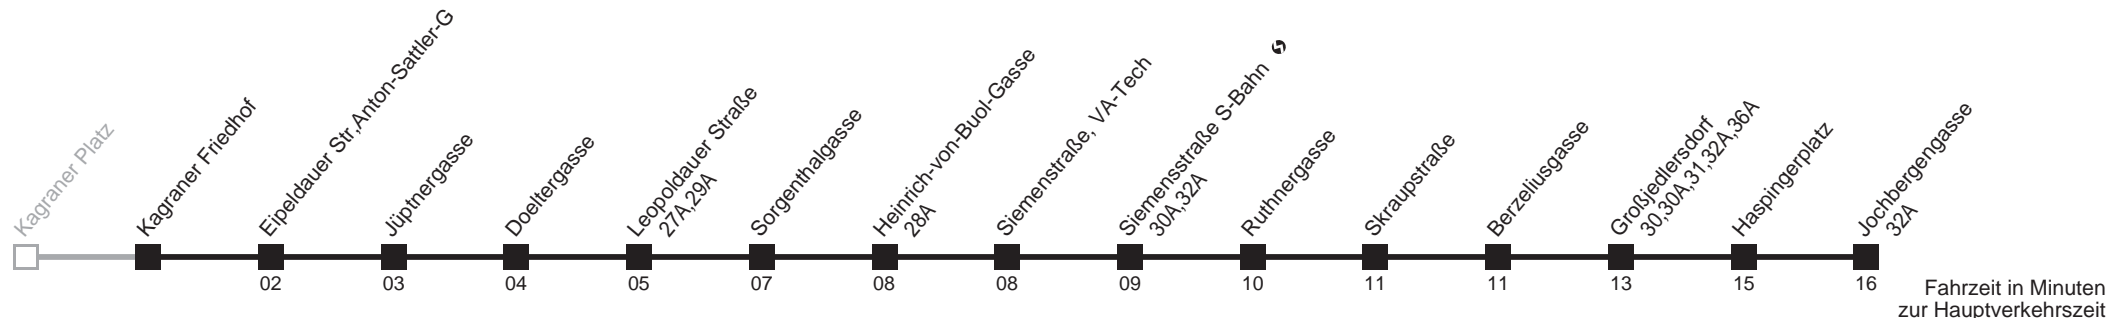 Kagraner Platz
Kagraner Friedhof
Eipeldauer Str,Anton-Sattler-G
Jüptnergasse
Doeltergasse
Leopoldauer Straße
27A,29A
Sorgenthalgasse
Heinrich-von-Buol-Gasse
28A
Siemenstraße, VA-Tech
Siemensstraße S-Bahn
30A,32A
Ruthnergasse
Skraupstraße
Berzeliusgasse
Großjedlersdorf
30,30A,31,32A,36A
Haspingerplatz
Jochbergengasse
32A
02 03 04 05 07 08 08 09 10 11 11 13 15 16
Fahrzeit in Minuten
zur Hauptverkehrszeit